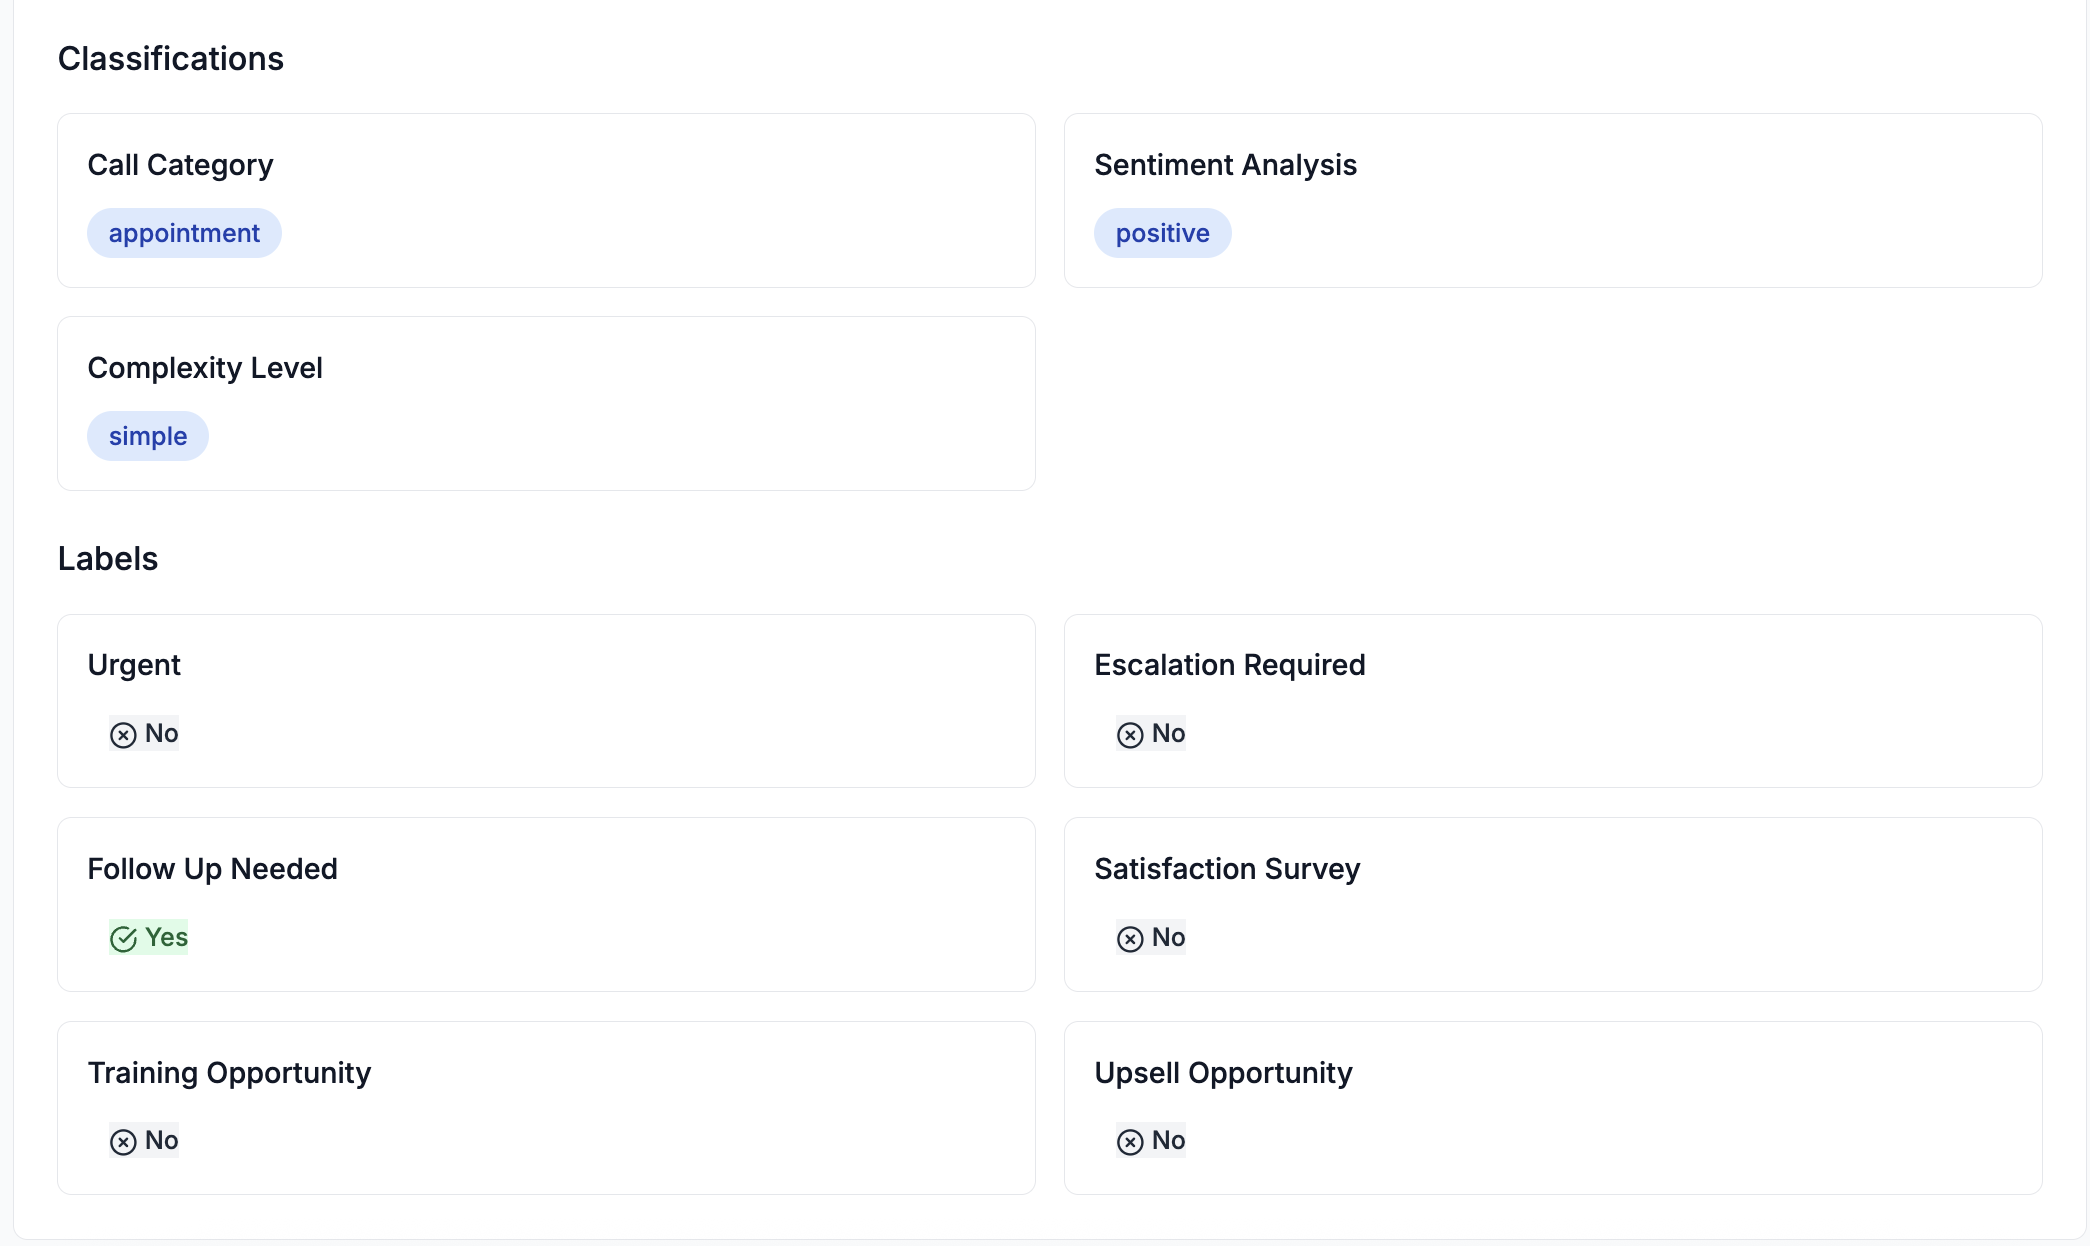 Classifications
Call Category
appointment
Sentiment Analysis
positive
Complexity Level
simple
Labels
Urgent
No
Escalation Required
No
Follow Up Needed
Yes
Satisfaction Survey
No
Training Opportunity
No
Upsell Opportunity
No